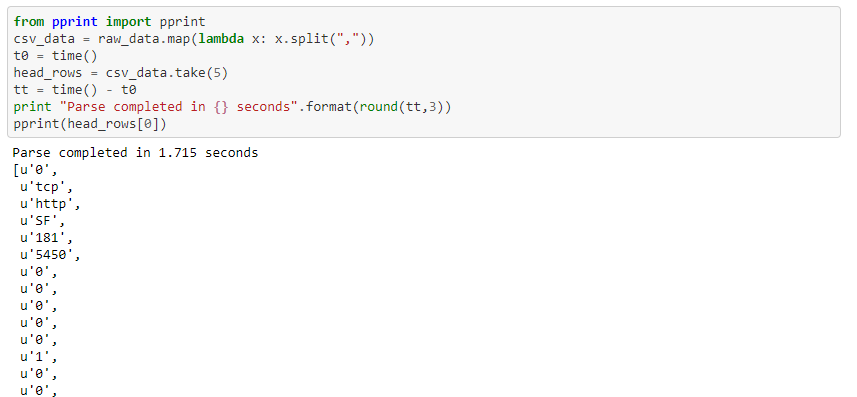 from pprint import pprint
csv_data = raw_data.map(lambda x: x.split(","))
t0 = time()
head_rows = csv_data.take(5)
tt = time() - t0
print "Parse completed in {} seconds".format(round(tt,3))
pprint(head_rows[0])
Parse completed in 1.715 seconds
[u'0',
 u'tcp',
 u'http',
 u'SF',
 u'181',
 u'5450',
 u'0',
 u'0',
 u'0',
 u'0',
 u'0',
 u'1',
 u'0',
 u'0',